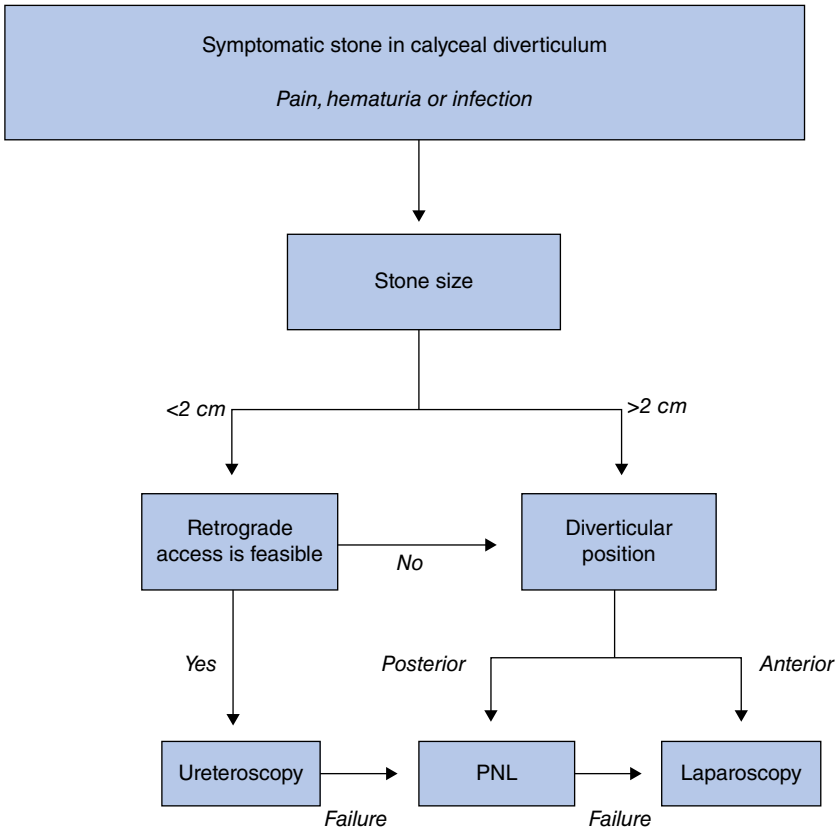 Symptomatic stone in calyceal diverticulum
Pain, hematuria or infection
Stone size
<2 cm
>2 cm
Retrograde
access is feasible
No
Diverticular
position
Yes
Posterior
Anterior
Ureteroscopy
Failure
PNL
Failure
Laparoscopy